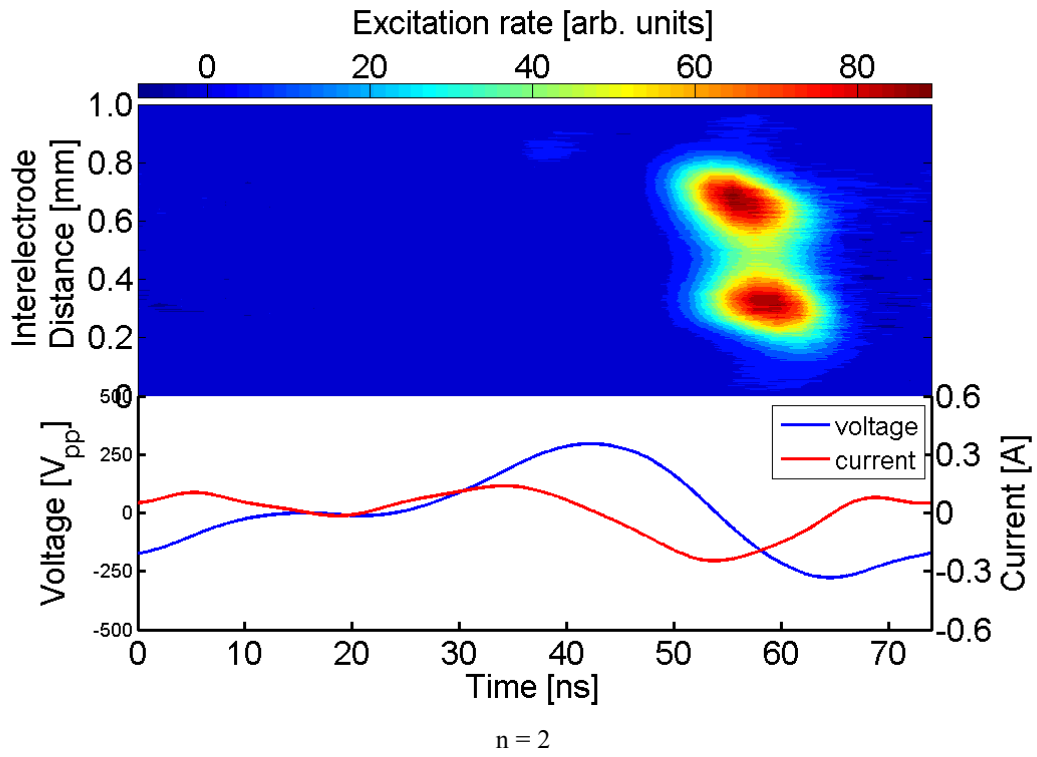 Excitation rate [arb. units]
0 20 40 60 80
Interelectrode
Distance [mm]
1.0
0.8
0.6
0.4
0.2
0
Voltage [Vpp]
500
250
0
-250
-500
voltage
current
0.6
0.3
0
-0.3
-0.6
Current [A]
0 10 20 30 40 50 60 70
Time [ns]
n = 2